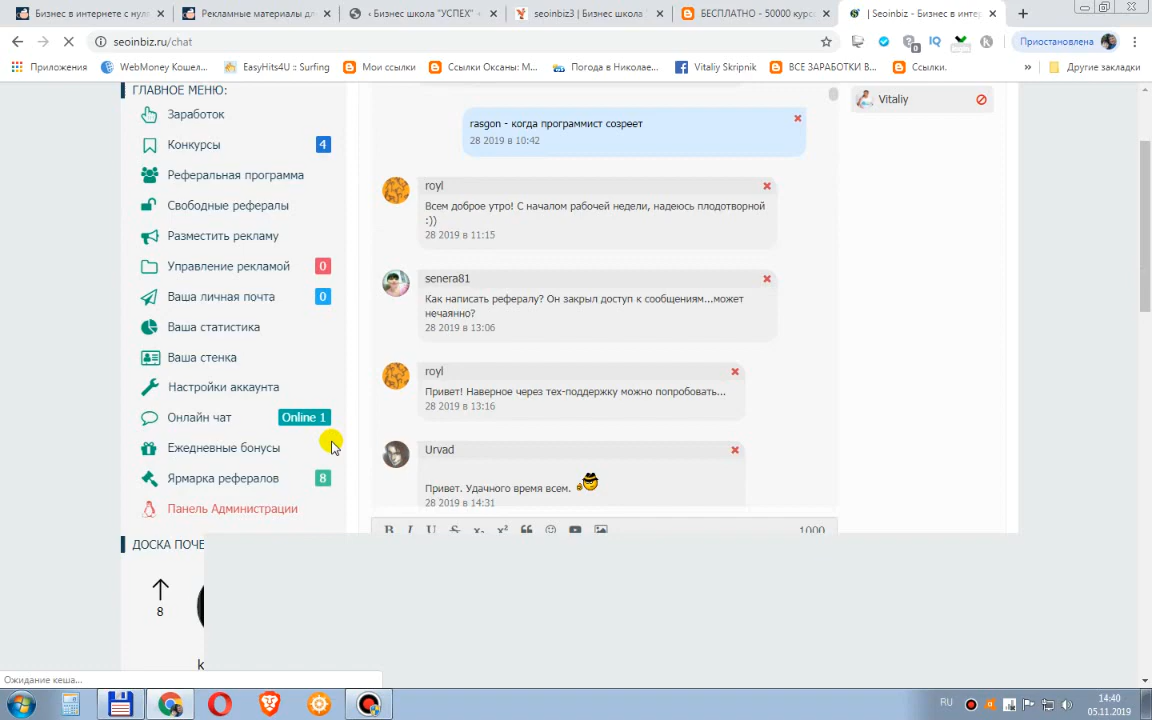 Бизнес в интернете с нул
Рекламные материалы дл
‹ Бизнес школа "УСПЕХ" ‹
seoinbiz3 | Бизнес школа
БЕСПЛАТНО - 50000 курс
| Seoinbiz - Бизнес в инте
seoinbiz.ru/chat
0
IQ
K
Приостановлена
Приложения
WebMoney Кошел...
EasyHits4U :: Surfing
Мои ссылки
Ссылки Оксаны: М...
Погода в Николае...
Vitaliy Skripnik
ВСЕ ЗАРАБОТКИ В...
Ссылки.
»
Другие закладки
ГЛАВНОЕ МЕНЮ:
Заработок
Конкурсы 4
Реферальная программа
Свободные рефералы
Разместить рекламу
Управление рекламой 0
Ваша личная почта 0
Ваша статистика
Ваша стенка
Настройки аккаунта
Онлайн чат Online 1
Ежедневные бонусы
Ярмарка рефералов 8
Панель Администрации
ДОСКА ПОЧЕ
8
k
rasgon - когда программист созреет
28 2019 в 10:42
royl
Всем доброе утро! С началом рабочей недели, надеюсь плодотворной
:))
28 2019 в 11:15
senera81
Как написать рефералу? Он закрыл доступ к сообщениям...может
нечаянно?
28 2019 в 13:06
royl
Привет! Наверное через тех-поддержку можно попробовать...
28 2019 в 13:16
Urvad
Привет. Удачного время всем.
28 2019 в 14:31
B I U S x₂ x²
1000
Vitaliy
Ожидание кеша...
RU
14:40
05.11.2019